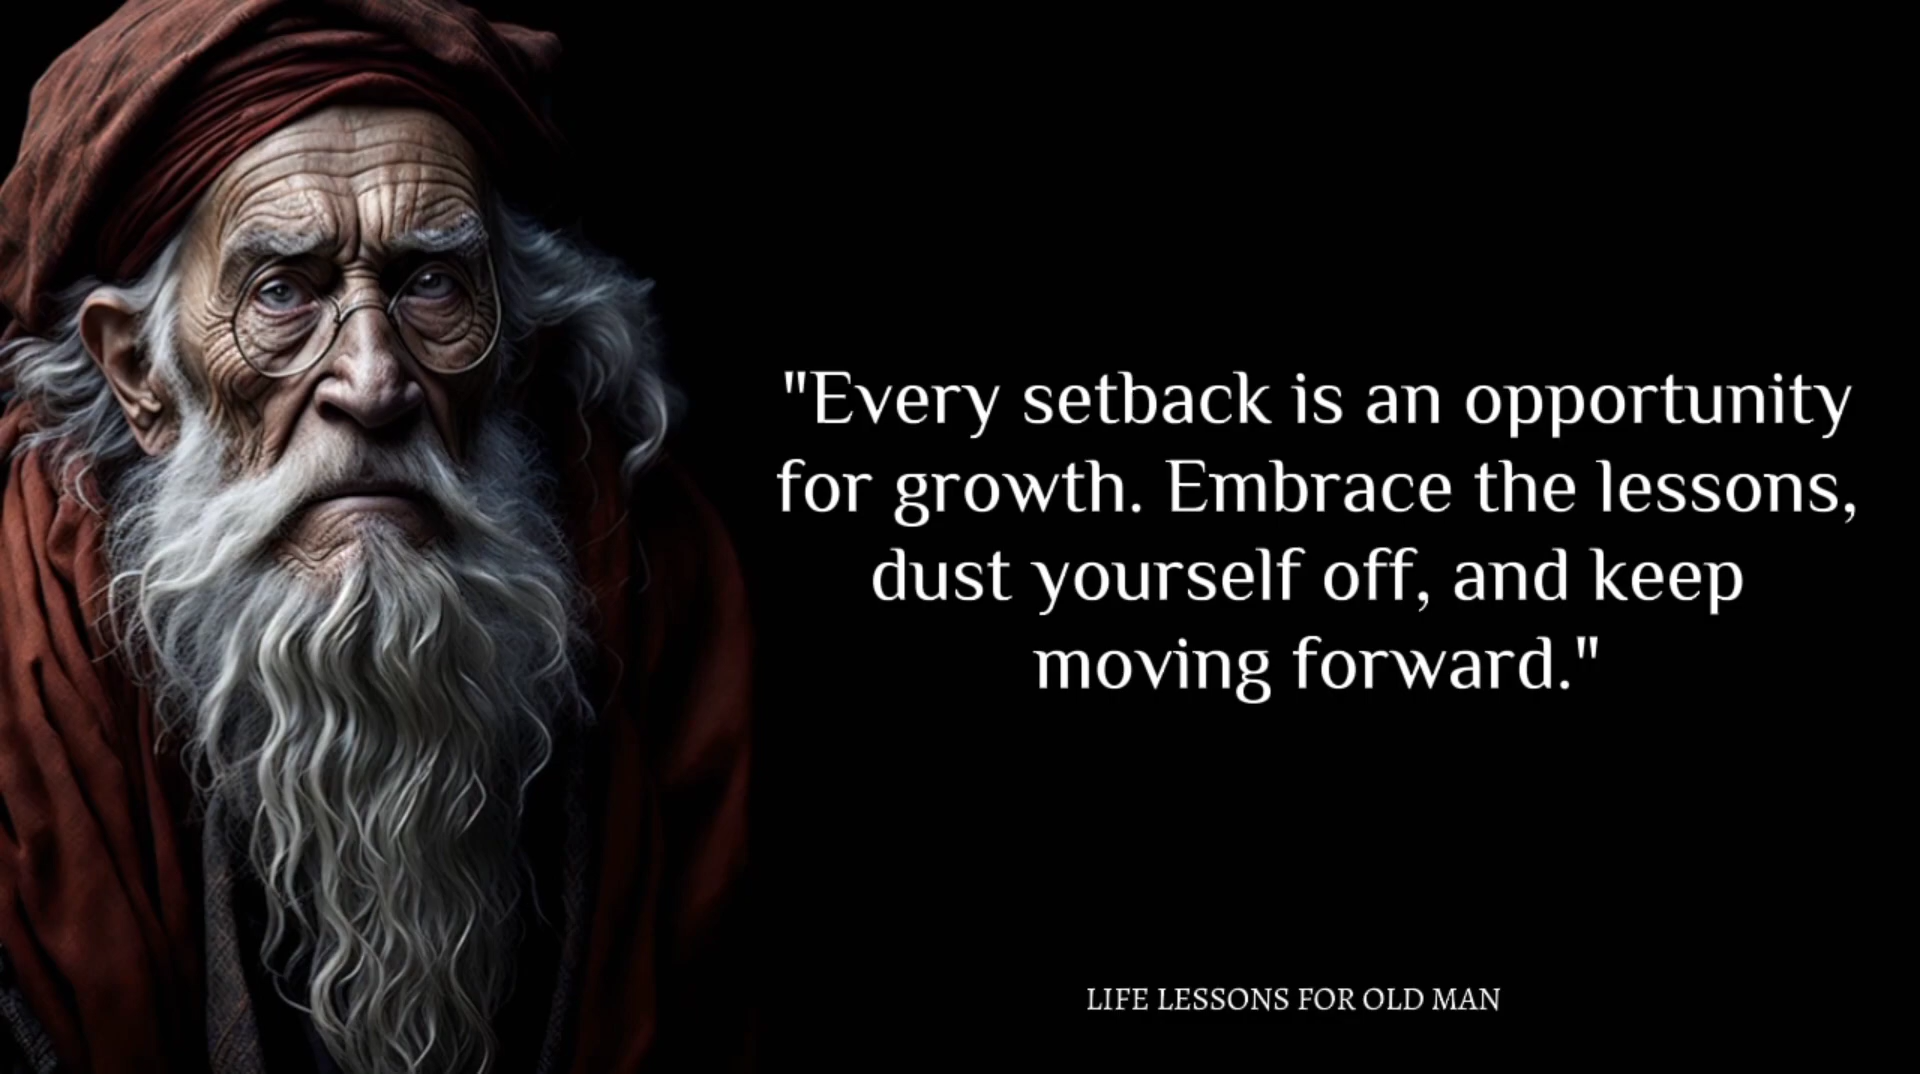 "Every setback is an opportunity
for growth. Embrace the lessons,
dust yourself off, and keep
moving forward."
LIFE LESSONS FOR OLD MAN